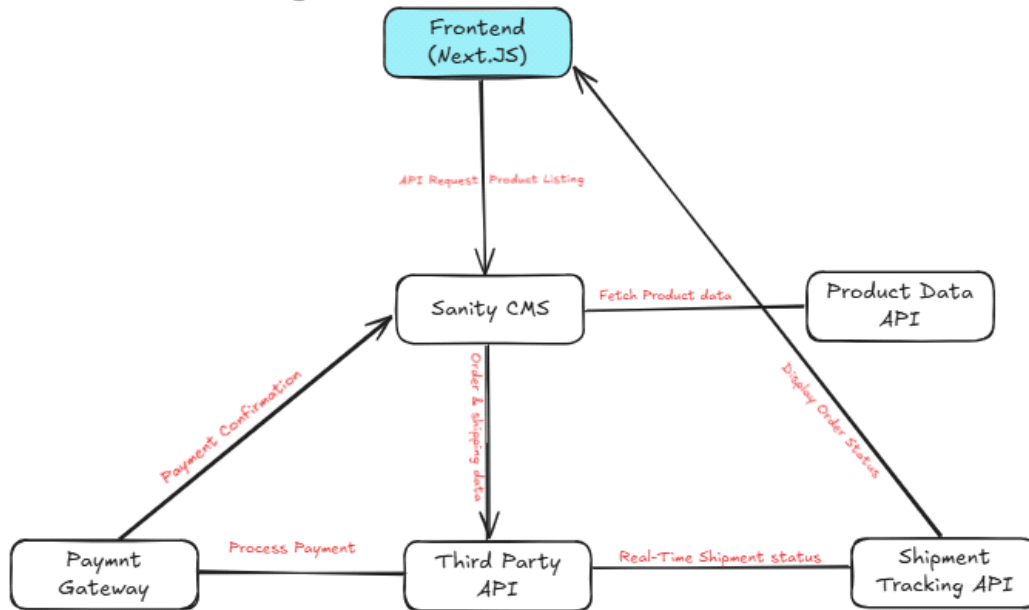 Frontend
(Next.JS)
API Request Product Listing
Sanity CMS
Fetch Product data
Product Data
API
Payment Confirmation
Order & shipping data
Display Order Status
Paymnt
Gateway
Process Payment
Third Party
API
Real-Time Shipment status
Shipment
Tracking API